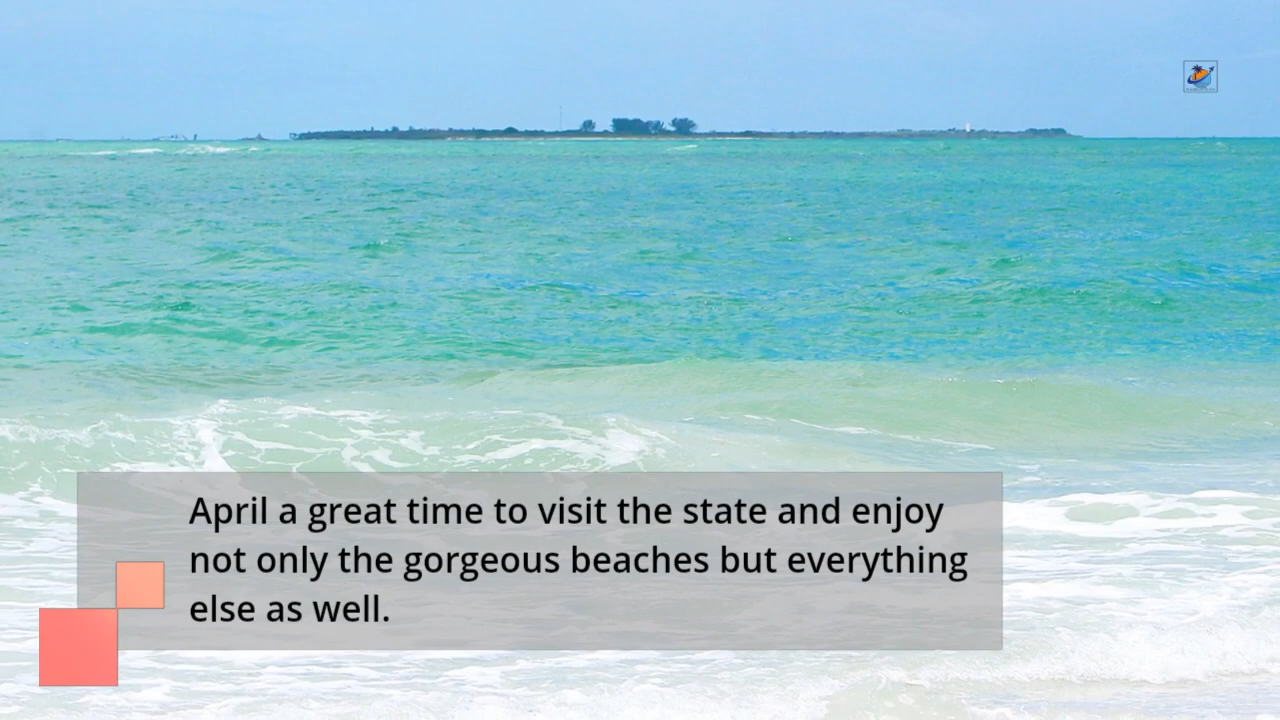 April a great time to visit the state and enjoy
not only the gorgeous beaches but everything
else as well.